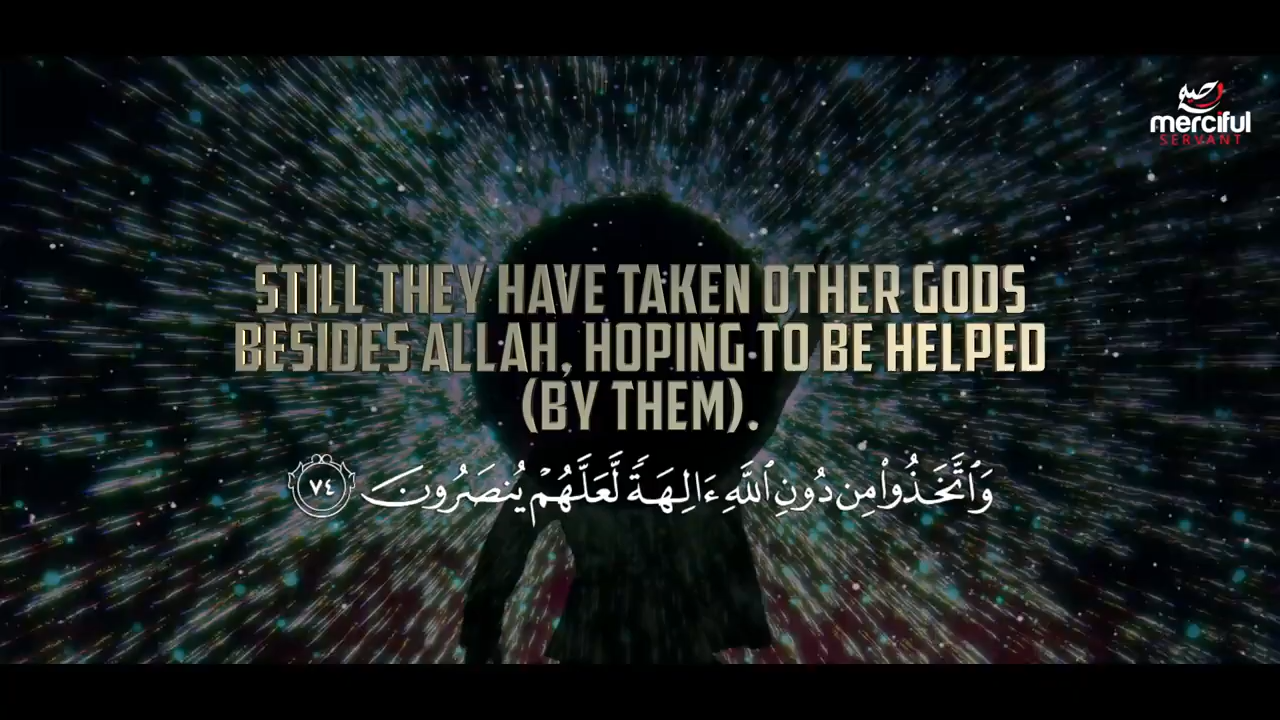 merciful
SERVANT
STILL THEY HAVE TAKEN OTHER GODS
BESIDES ALLAH, HOPING TO BE HELPED
(BY THEM).
وَٱتَّخَذُوا۟ مِن دُونِ ٱللَّهِ ءَالِهَةً لَّعَلَّهُمْ يُنصَرُونَ ٧٤